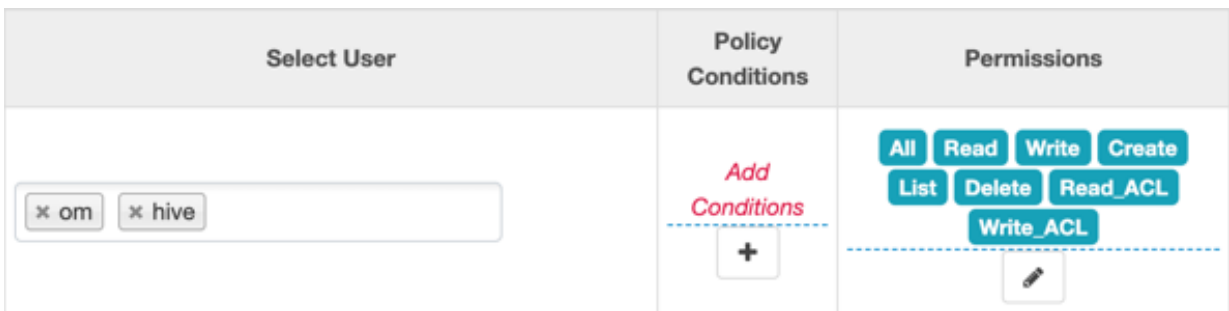 Select User
Policy
Conditions
Permissions
× om × hive
Add
Conditions
+
All Read Write Create
List Delete Read_ACL
Write_ACL